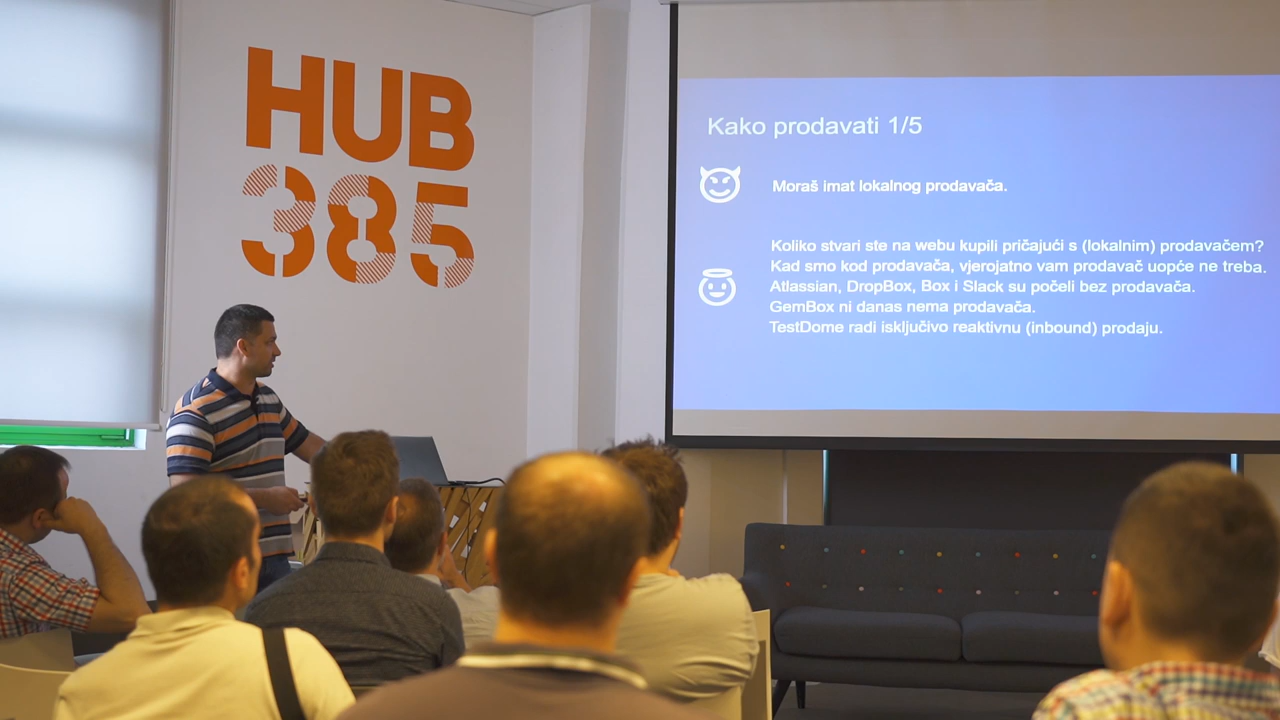 HUB
385
Kako prodavati 1/5
Moraš imat lokalnog prodavača.
Koliko stvari ste na webu kupili pričajući s (lokalnim) prodavačem?
Kad smo kod prodavača, vjerojatno vam prodavač uopće ne treba.
Atlassian, DropBox, Box i Slack su počeli bez prodavača.
GemBox ni danas nema prodavača.
TestDome radi isključivo reaktivnu (inbound) prodaju.